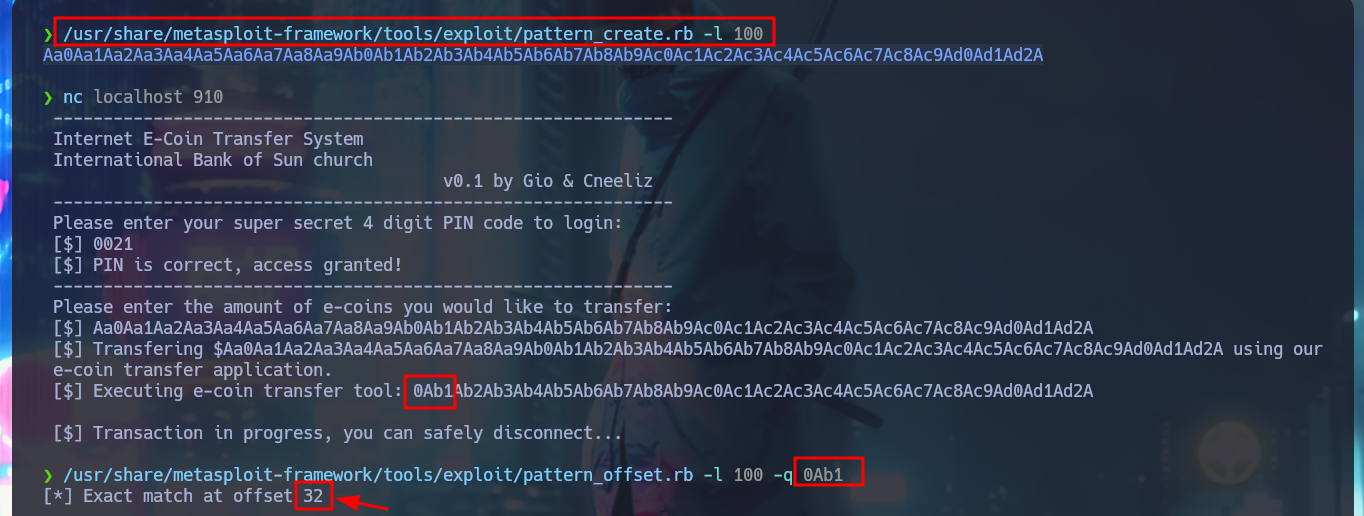 ❯ /usr/share/metasploit-framework/tools/exploit/pattern_create.rb -l 100
Aa0Aa1Aa2Aa3Aa4Aa5Aa6Aa7Aa8Aa9Ab0Ab1Ab2Ab3Ab4Ab5Ab6Ab7Ab8Ab9Ac0Ac1Ac2Ac3Ac4Ac5Ac6Ac7Ac8Ac9Ad0Ad1Ad2A
❯ nc localhost 910
--------------------------------------------------------------
Internet E-Coin Transfer System
International Bank of Sun church
v0.1 by Gio & Cneeliz
--------------------------------------------------------------
Please enter your super secret 4 digit PIN code to login:
[$] 0021
[$] PIN is correct, access granted!
--------------------------------------------------------------
Please enter the amount of e-coins you would like to transfer:
[$] Aa0Aa1Aa2Aa3Aa4Aa5Aa6Aa7Aa8Aa9Ab0Ab1Ab2Ab3Ab4Ab5Ab6Ab7Ab8Ab9Ac0Ac1Ac2Ac3Ac4Ac5Ac6Ac7Ac8Ac9Ad0Ad1Ad2A
[$] Transfering $Aa0Aa1Aa2Aa3Aa4Aa5Aa6Aa7Aa8Aa9Ab0Ab1Ab2Ab3Ab4Ab5Ab6Ab7Ab8Ab9Ac0Ac1Ac2Ac3Ac4Ac5Ac6Ac7Ac8Ac9Ad0Ad1Ad2A using our
e-coin transfer application.
[$] Executing e-coin transfer tool: 0Ab1Ab2Ab3Ab4Ab5Ab6Ab7Ab8Ab9Ac0Ac1Ac2Ac3Ac4Ac5Ac6Ac7Ac8Ac9Ad0Ad1Ad2A
[$] Transaction in progress, you can safely disconnect...
❯ /usr/share/metasploit-framework/tools/exploit/pattern_offset.rb -l 100 -q 0Ab1
[*] Exact match at offset 32